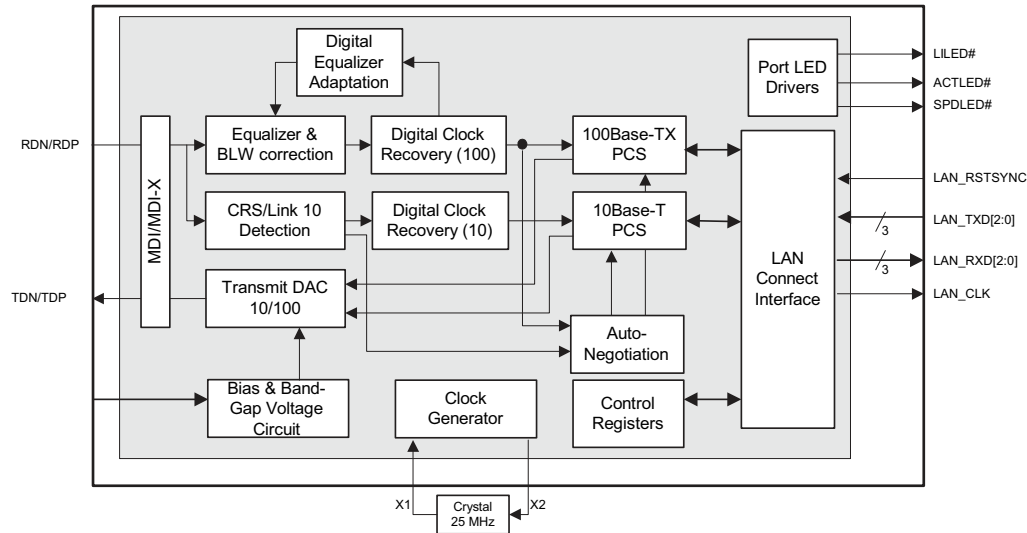 Digital
Equalizer
Adaptation
Port LED
Drivers
LILED#
ACTLED#
SPDLED#
RDN/RDP
MDI/MDI-X
Equalizer &
BLW correction
Digital Clock
Recovery (100)
100Base-TX
PCS
LAN_RSTSYNC
CRS/Link 10
Detection
Digital Clock
Recovery (10)
10Base-T
PCS
LAN
Connect
Interface
3
LAN_TXD[2:0]
3
LAN_RXD[2:0]
LAN_CLK
TDN/TDP
Transmit DAC
10/100
Auto-
Negotiation
Bias & Band-
Gap Voltage
Circuit
Clock
Generator
Control
Registers
X1
Crystal
25 MHz
X2